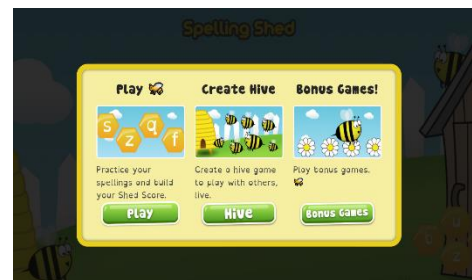 Spelling Shed
Play
Create Hive
Bonus Games!
s
z
q
f
Practice your
spellings and build
your Shed Score.
Create a hive game
to play with others,
live.
Play bonus games.
Play
Hive
Bonus Games